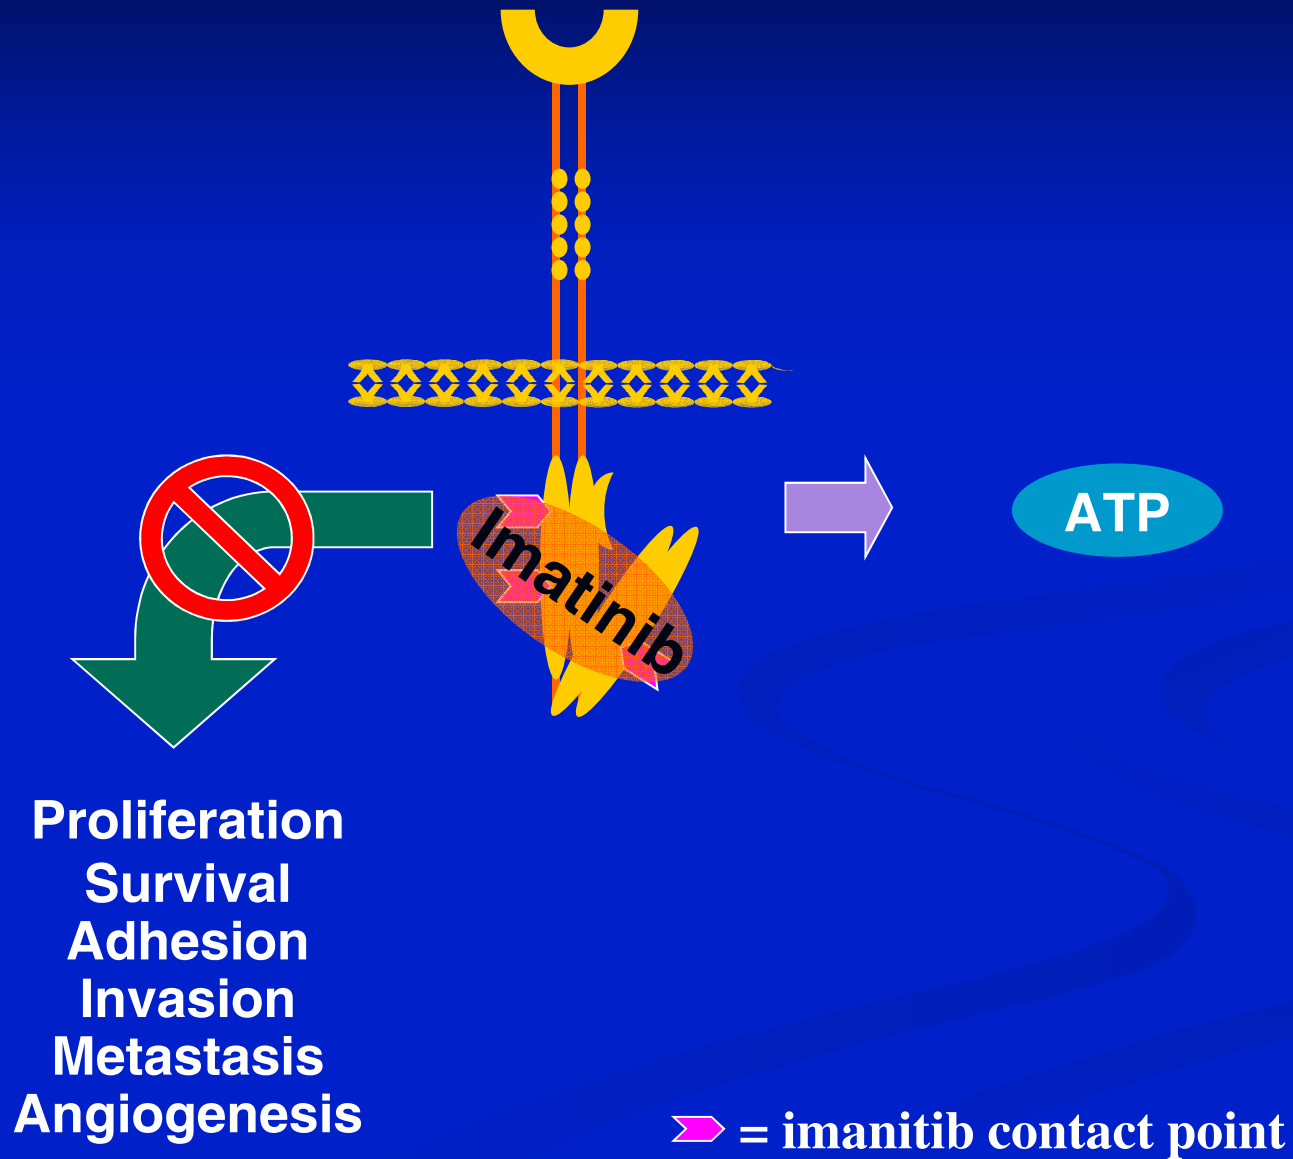 Imatinib
ATP
Proliferation
Survival
Adhesion
Invasion
Metastasis
Angiogenesis
= imanitib contact point